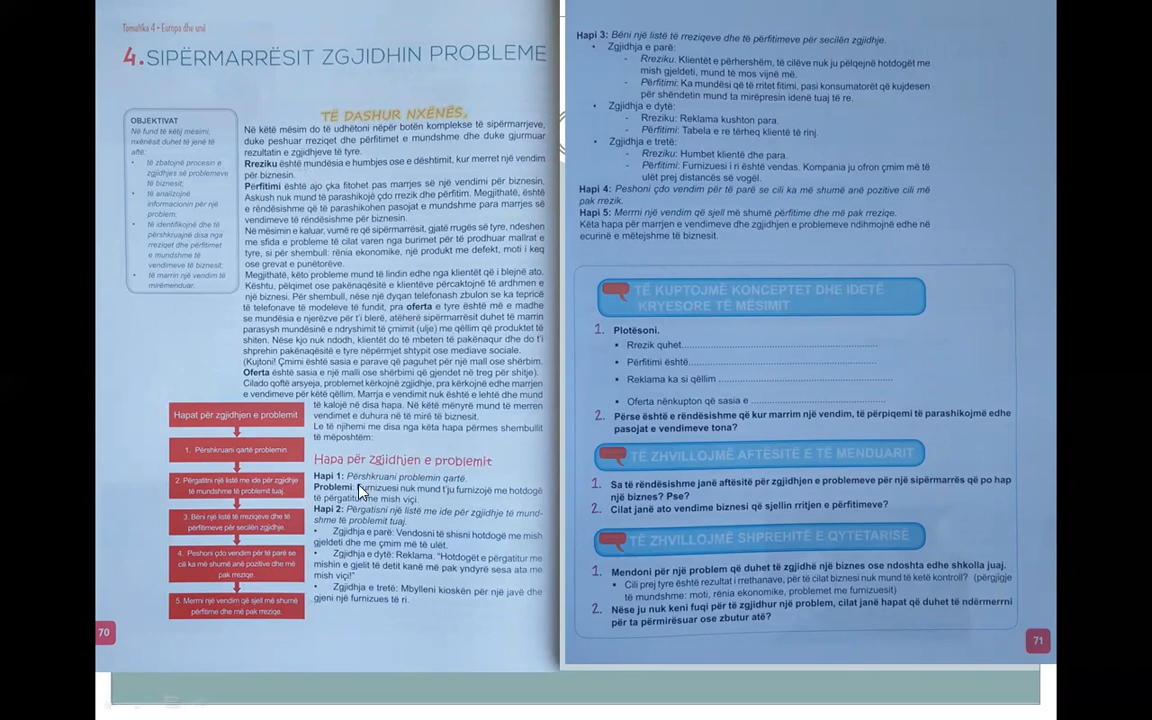 Tematika 4 • Europa dhe unë
4. SIPËRMARRËSIT ZGJIDHIN PROBLEME
OBJEKTIVAT
Në fund të këtij mësimi,
nxënësit duhet të jenë të
aftë:
• të zbatojnë procesin e
zgjidhjes së problemeve
të biznesit;
• të analizojnë
informacionin për një
problem;
• të identifikojnë dhe të
përshkruajnë disa nga
rreziqet dhe përfitimet
e mundshme të
vendimeve të biznesit;
• të marrin një vendim të
mirëmenduar.
TË DASHUR NXËNËS,
Në këtë mësim do të udhëtoni nëpër botën komplekse të sipërmarrjeve,
duke peshuar rreziqet dhe përfitimet e mundshme dhe duke gjurmuar
rezultatin e zgjidhjeve të tyre.
Rreziku është mundësia e humbjes ose e dështimit, kur merret një vendim
për biznesin.
Përfitimi është ajo çka fitohet pas marrjes së një vendimi për biznesin.
Askush nuk mund të parashikojë çdo rrezik dhe përfitim. Megjithatë, është
e rëndësishme që të parashikohen pasojat e mundshme para marrjes së
vendimeve të rëndësishme për biznesin.
Në mësimin e kaluar, vumë re që sipërmarrësit, gjatë rrugës së tyre, ndeshen
me sfida e probleme të cilat varen nga burimet për të prodhuar mallrat e
tyre, si për shembull: rënia ekonomike, një produkt me defekt, moti i keq
ose grevat e punëtorëve.
Megjithatë, këto probleme mund të lindin edhe nga klientët që i blejnë ato.
Kështu, pëlqimet ose pakënaqësitë e klientëve përcaktojnë të ardhmen e
një biznesi. Për shembull, nëse një dyqan telefonash zbulon se ka tepricë
të telefonave të modeleve të fundit, pra oferta e tyre është më e madhe
se mundësia e njerëzve për t'i blerë, atëherë sipërmarrësit duhet të marrin
parasysh mundësinë e ndryshimit të çmimit (ulje) me qëllim që produktet të
shiten. Nëse kjo nuk ndodh, klientët do të mbeten të pakënaqur dhe do t'i
shprehin pakënaqësitë e tyre nëpërmjet shtypit ose mediave sociale.
(Kujtoni! Çmimi është sasia e parave që paguhet për një mall ose shërbim.
Oferta është sasia e një malli ose shërbimi që gjendet në treg për shitje).
Cilado qoftë arsyeja, problemet kërkojnë zgjidhje, pra kërkojnë edhe marrjen
e vendimeve për këtë qëllim. Marrja e vendimit nuk është e lehtë dhe mund
të kalojë në disa hapa. Në këtë mënyrë mund të merren
vendimet e duhura në të mirë të biznesit.
Le të njihemi me disa nga këta hapa përmes shembullit
të mëposhtëm:
Hapat për zgjidhjen e problemit
1. Përshkruani qartë problemin.
2. Përgatitni një listë me ide për zgjidhje
të mundshme të problemit tuaj.
3. Bëni një listë të rreziqeve dhe të
përfitimeve për secilën zgjidhje.
4. Peshoni çdo vendim për të parë se
cili ka më shumë anë pozitive dhe më
pak rreziqe.
5. Merrni një vendim që sjell më shumë
përfitime dhe më pak rreziqe.
Hapa për zgjidhjen e problemit
Hapi 1: Përshkruani problemin qartë.
Problemi: Furnizuesi nuk mund t'ju furnizojë me hotdogë
të përgatitur me mish viçi.
Hapi 2: Përgatisni një listë me ide për zgjidhje të mund-
shme të problemit tuaj.
• Zgjidhja e parë: Vendosni të shisni hotdogë me mish
gjeldeti dhe me çmim më të ulët.
• Zgjidhja e dytë: Reklama. "Hotdogët e përgatitur me
mishin e gjelit të detit kanë më pak yndyrë sesa ata me
mish viçi!"
• Zgjidhja e tretë: Mbylleni kioskën për një javë dhe
gjeni një furnizues të ri.
70
Hapi 3: Bëni një listë të rreziqeve dhe të përfitimeve për secilën zgjidhje.
• Zgjidhja e parë:
- Rreziku. Klientët e përhershëm, të cilëve nuk ju pëlqejnë hotdogët me
mish gjeldeti, mund të mos vijnë më.
- Përfitimi: Ka mundësi që të rritet fitimi, pasi konsumatorët që kujdesen
për shëndetin mund ta mirëpresin idenë tuaj të re.
• Zgjidhja e dytë:
- Rreziku: Reklama kushton para.
- Përfitimi: Tabela e re tërheq klientë të rinj.
• Zgjidhja e tretë:
- Rreziku: Humbet klientë dhe para.
- Përfitimi: Furnizuesi i ri është vendas. Kompania ju ofron çmim më të
ulët prej distancës së vogël.
Hapi 4: Peshoni çdo vendim për të parë se cili ka më shumë anë pozitive cili më
pak rrezik.
Hapi 5: Merrni një vendim që sjell më shumë përfitime dhe më pak rreziqe.
Këta hapa për marrjen e vendimeve dhe zgjidhjen e problemeve ndihmojnë edhe në
ecurinë e mëtejshme të biznesit.
TË KUPTOJMË KONCEPTET DHE IDETË
KRYESORE TË MËSIMIT
1. Plotësoni.
• Rrezik quhet..........
• Përfitimi është..........
• Reklama ka si qëllim ..........
• Oferta nënkupton që sasia e ..........
2. Përse është e rëndësishme që kur marrim një vendim, të përpiqemi të parashikojmë edhe
pasojat e vendimeve tona?
TË ZHVILLOJMË AFTËSITË E TË MENDUARIT
1. Sa të rëndësishme janë aftësitë për zgjidhjen e problemeve për një sipërmarrës që po hap
një biznes? Pse?
2. Cilat janë ato vendime biznesi që sjellin rritjen e përfitimeve?
TË ZHVILLOJMË SHPREHITË E QYTETARISË
1. Mendoni për një problem që duhet të zgjidhë një biznes ose ndoshta edhe shkolla juaj.
• Cili prej tyre është rezultat i rrethanave, për të cilat biznesi nuk mund të ketë kontroll? (përgjigje
të mundshme: moti, rënia ekonomike, problemet me furnizuesit)
2. Nëse ju nuk keni fuqi për të zgjidhur një problem, cilat janë hapat që duhet të ndërmerrni
për ta përmirësuar ose zbutur atë?
71